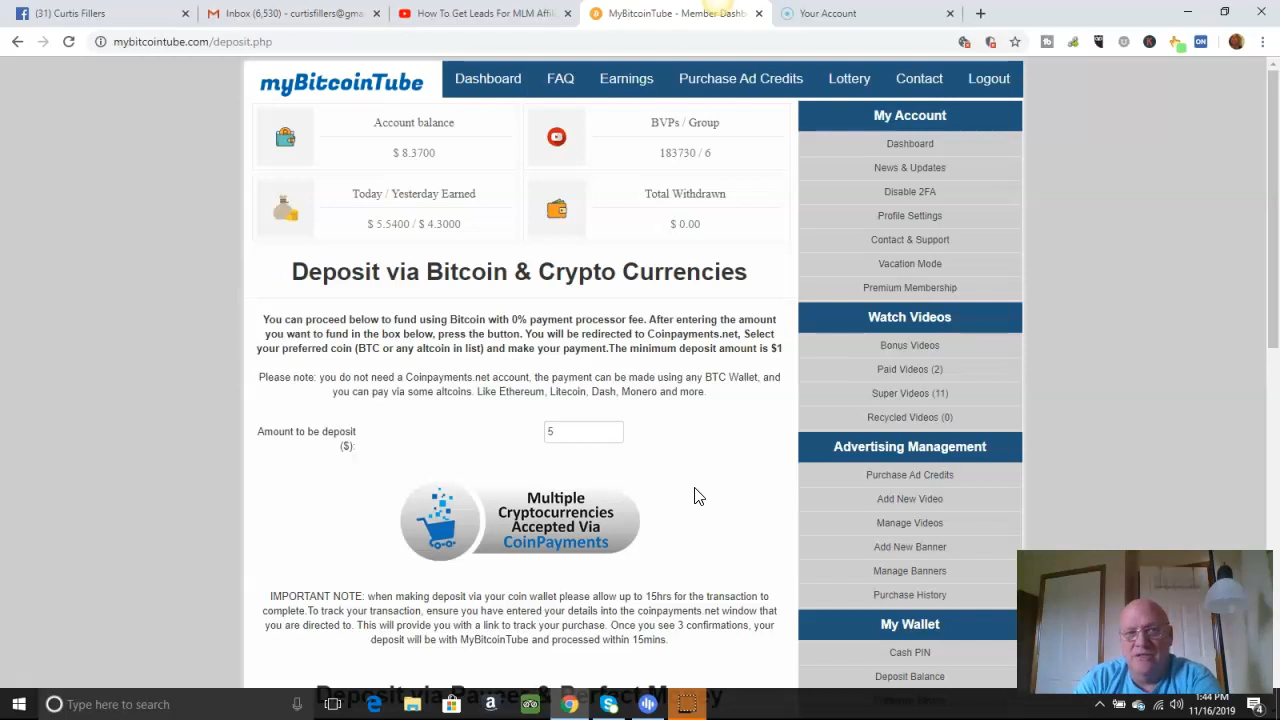 (31) Curtis Fillers
Inbox (6,530) - curtisfillers@gma
How To Get Leads For MLM Affil
MyBitcoinTube - Member Dashb
Your Account
mybitcointube.com/deposit.php
ON
myBitcoinTube
Dashboard FAQ Earnings Purchase Ad Credits Lottery Contact Logout
Account balance
$ 8.3700
BVPs / Group
183730 / 6
Today / Yesterday Earned
$ 5.5400 / $ 4.3000
Total Withdrawn
$ 0.00
Deposit via Bitcoin & Crypto Currencies
You can proceed below to fund using Bitcoin with 0% payment processor fee. After entering the amount
you want to fund in the box below, press the button. You will be redirected to Coinpayments.net, Select
your preferred coin (BTC or any altcoin in list) and make your payment.The minimum deposit amount is $1
Please note: you do not need a Coinpayments.net account, the payment can be made using any BTC Wallet, and
you can pay via some altcoins. Like Ethereum, Litecoin, Dash, Monero and more.
Amount to be deposit
($):
5
Multiple
Cryptocurrencies
Accepted Via
CoinPayments
IMPORTANT NOTE: when making deposit via your coin wallet please allow up to 15hrs for the transaction to
complete.To track your transaction, ensure you have entered your details into the coinpayments.net window that
you are directed to. This will provide you with a link to track your purchase. Once you see 3 confirmations, your
deposit will be with MyBitcoinTube and processed within 15mins.
Deposit via Payeer & Perfect Money
My Account
Dashboard
News & Updates
Disable 2FA
Profile Settings
Contact & Support
Vacation Mode
Premium Membership
Watch Videos
Bonus Videos
Paid Videos (2)
Super Videos (11)
Recycled Videos (0)
Advertising Management
Purchase Ad Credits
Add New Video
Manage Videos
Add New Banner
Manage Banners
Purchase History
My Wallet
Cash PIN
Deposit Balance
Type here to search
1:44 PM
11/16/2019
4